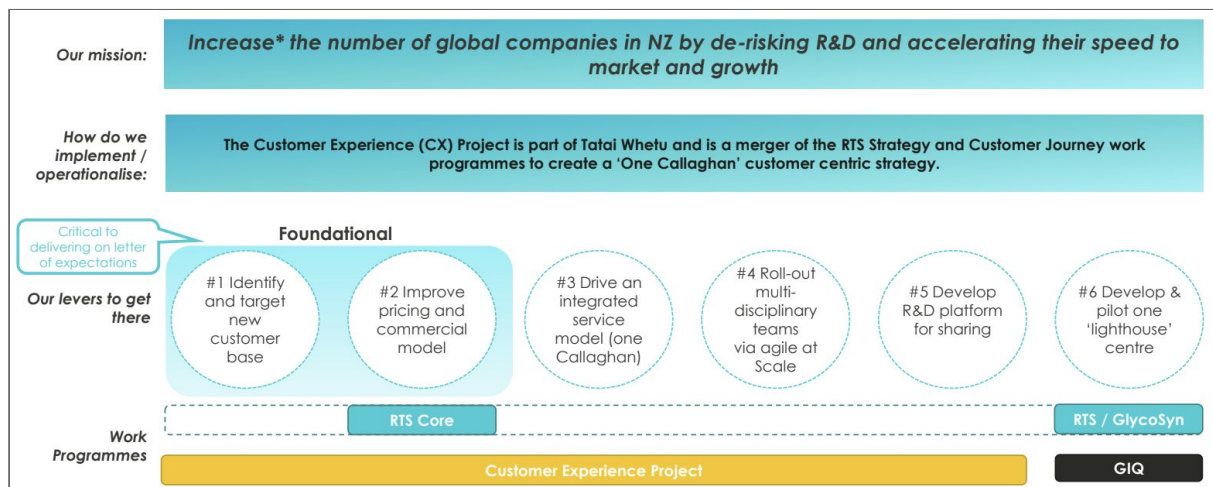 Our mission:
Increase* the number of global companies in NZ by de-risking R&D and accelerating their speed to
market and growth
How do we
implement /
operationalise:
The Customer Experience (CX) Project is part of Tatai Whetu and is a merger of the RTS Strategy and Customer Journey work
programmes to create a ‘One Callaghan’ customer centric strategy.
Critical to
delivering on letter
of expectations
Foundational
Our levers to get
there
#1 Identify
and target
new
customer
base
#2 Improve
pricing and
commercial
model
#3 Drive an
integrated
service
model (one
Callaghan)
#4 Roll-out
multi-
disciplinary
teams
via agile at
Scale
#5 Develop
R&D platform
for sharing
#6 Develop &
pilot one
‘lighthouse’
centre
Work
Programmes
RTS Core
RTS / GlycoSyn
Customer Experience Project
GIQ